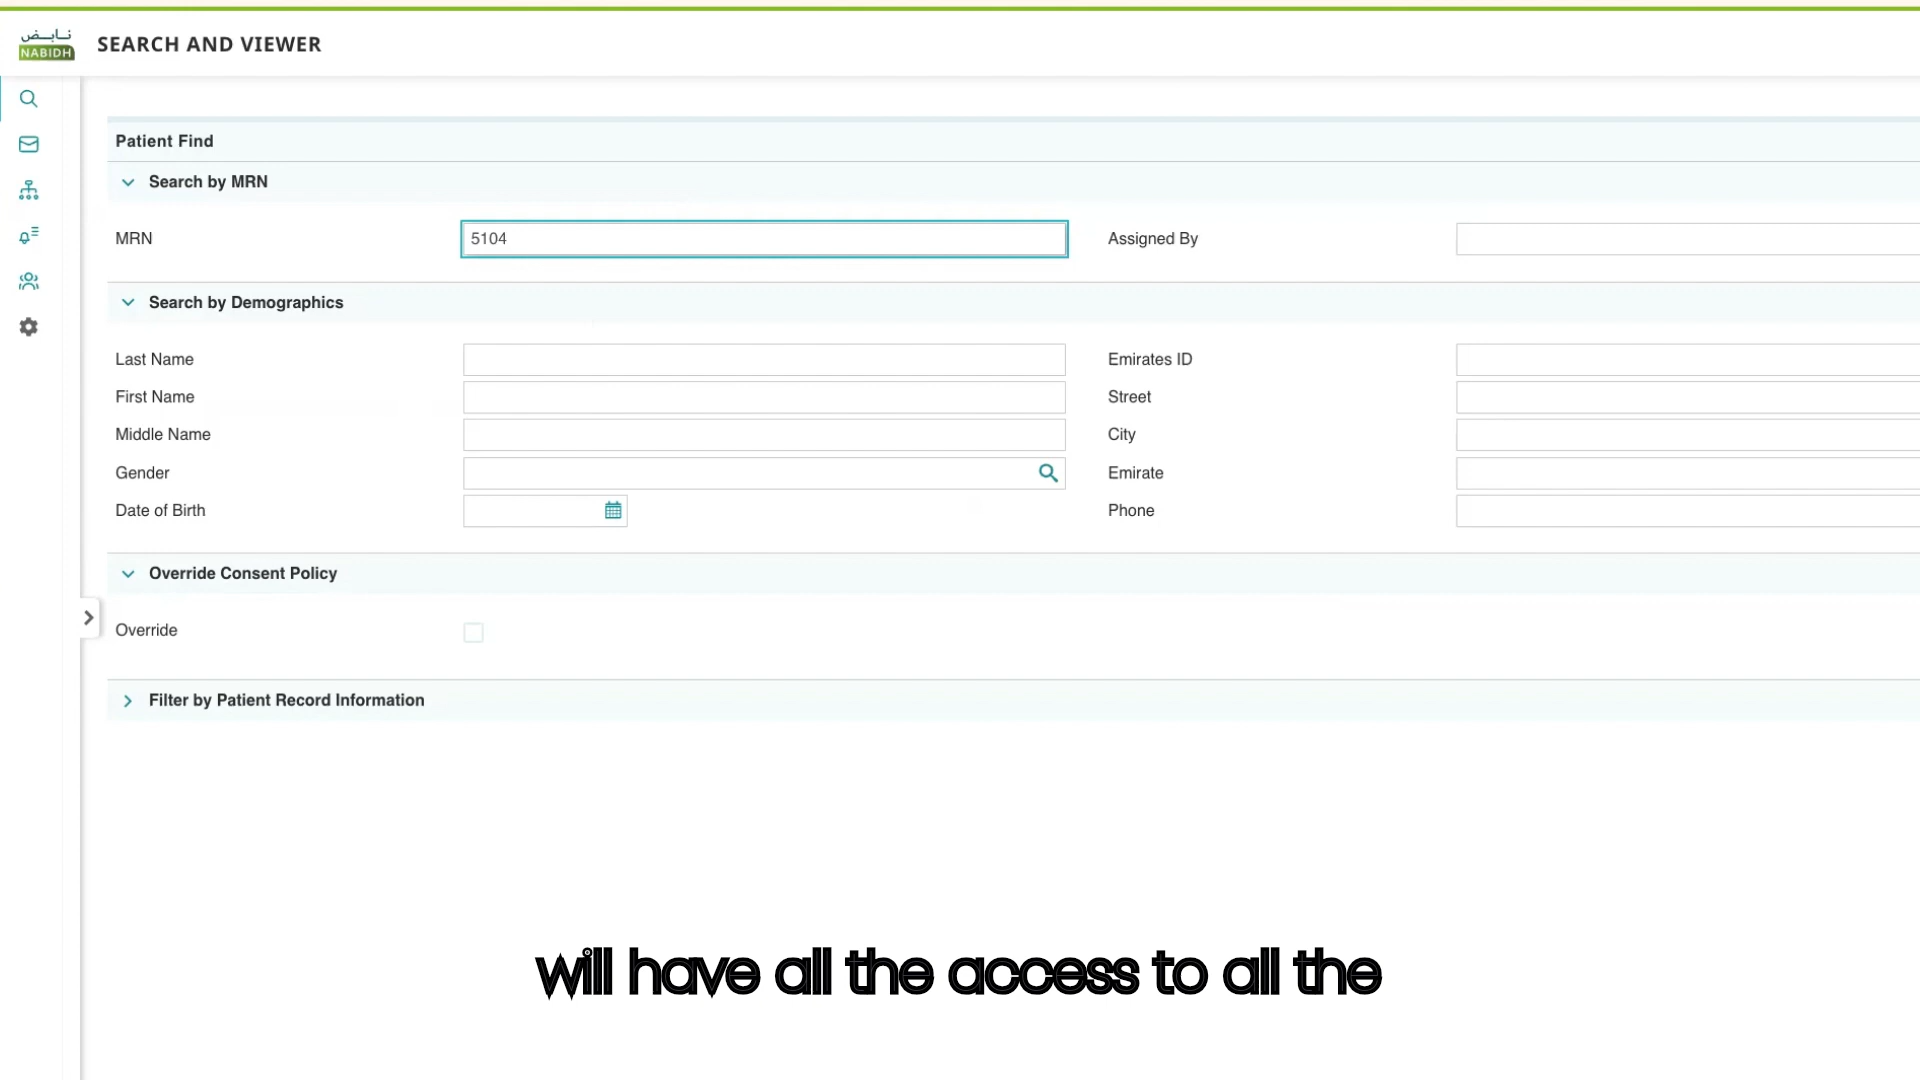 نابض
NABIDH
SEARCH AND VIEWER
Patient Find
Search by MRN
MRN 5104 Assigned By
Search by Demographics
Last Name Emirates ID
First Name Street
Middle Name City
Gender Emirate
Date of Birth Phone
Override Consent Policy
Override
Filter by Patient Record Information
will have all the access to all the